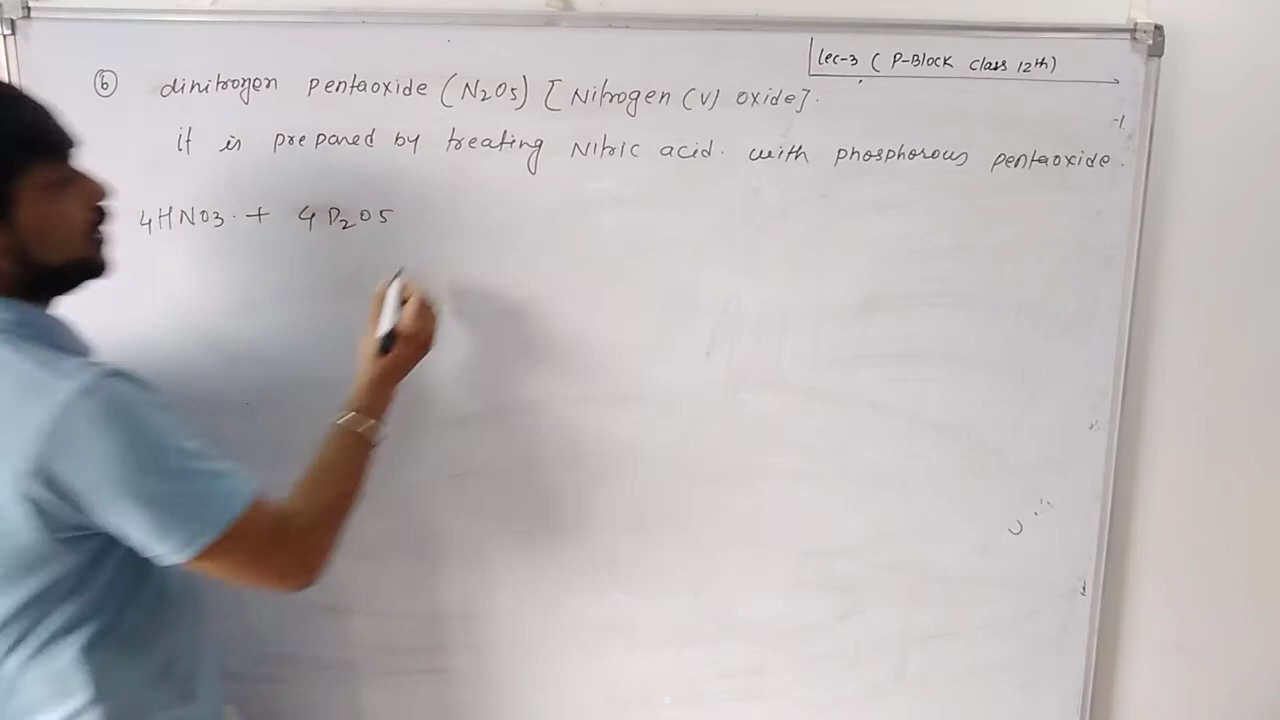 Lec-3 ( P-Block class 12th)
⑥ dinitrogen pentaoxide (N2O5) [Nitrogen (V) oxide].
it is prepared by treating Nitric acid. with phosphorous pentaoxide.
4HNO3. + 4P2O5